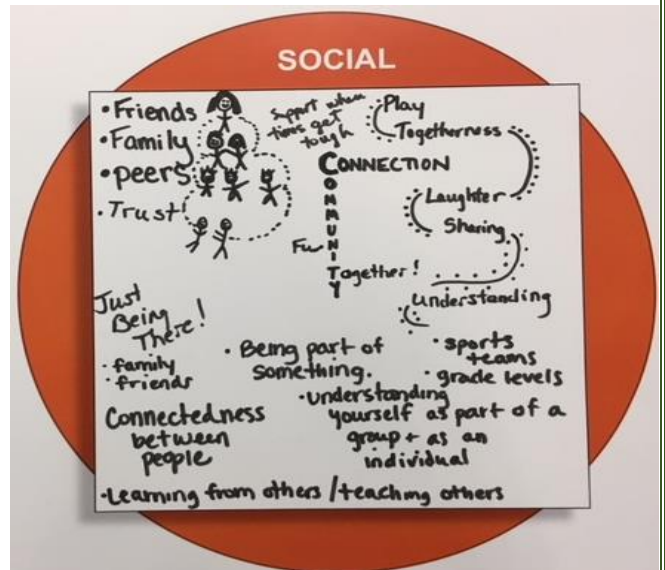 SOCIAL
• Friends
• Family
• peers
• Trust
Support when
times get
tough
Play
Togetherness
CONNECTION
COMMUNITY
Laughter
Sharing
Fun
Together!
understanding
Just
Being
There!
• family
• friends
• Being part of
something.
• sports
teams
• grade levels
Connectedness
between
people
• understanding
yourself as part of a
group + as an
individual
• Learning from others / teaching others